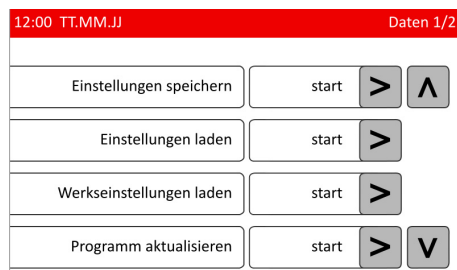 12:00 TT.MM.JJ Daten 1/2
Einstellungen speichern start > Λ
Einstellungen laden start >
Werkseinstellungen laden start >
Programm aktualisieren start > V